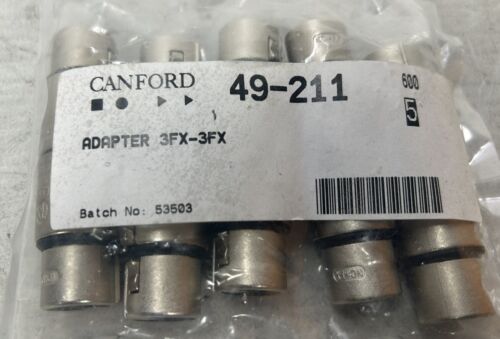 CANFORD
49-211
600
5
ADAPTER 3FX-3FX
Batch No: 53503